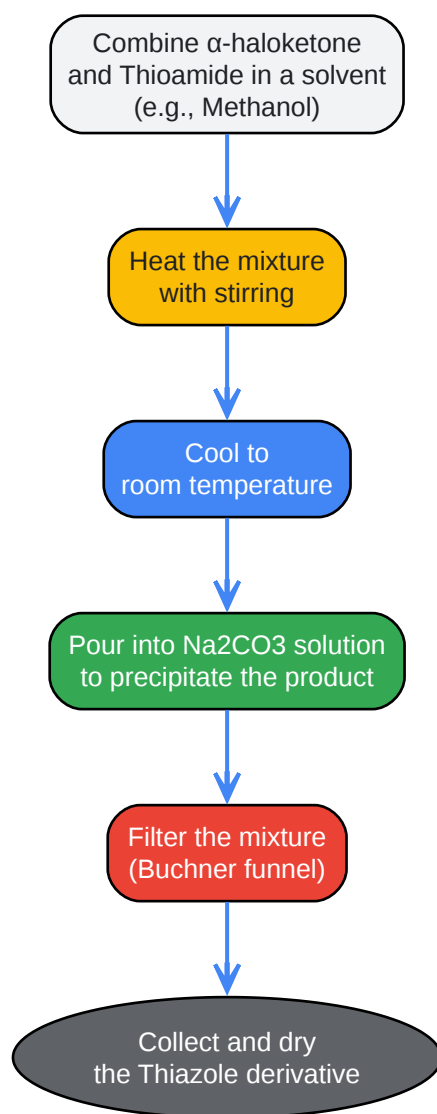 Combine α-haloketone
and Thioamide in a solvent
(e.g., Methanol)
Heat the mixture
with stirring
Cool to
room temperature
Pour into Na2CO3 solution
to precipitate the product
Filter the mixture
(Buchner funnel)
Collect and dry
the Thiazole derivative